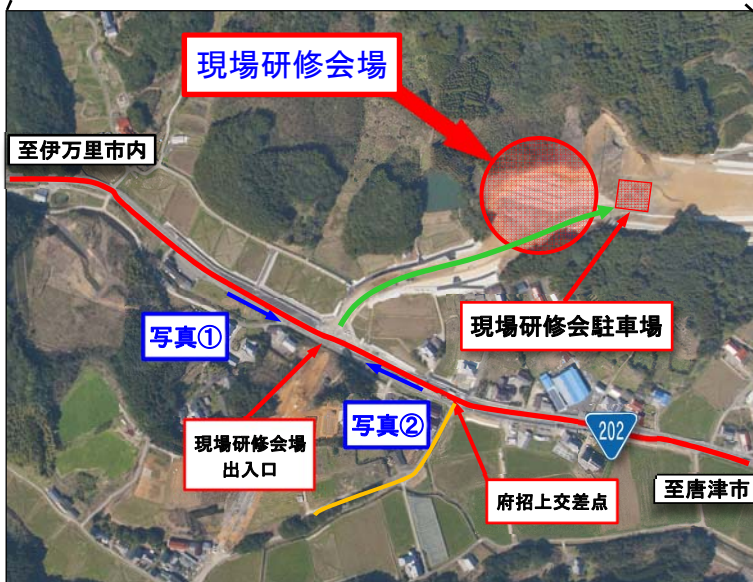 現場研修会場
至伊万里市内
現場研修会駐車場
写真①
写真②
202
現場研修会場
出入口
府招上交差点
至唐津市